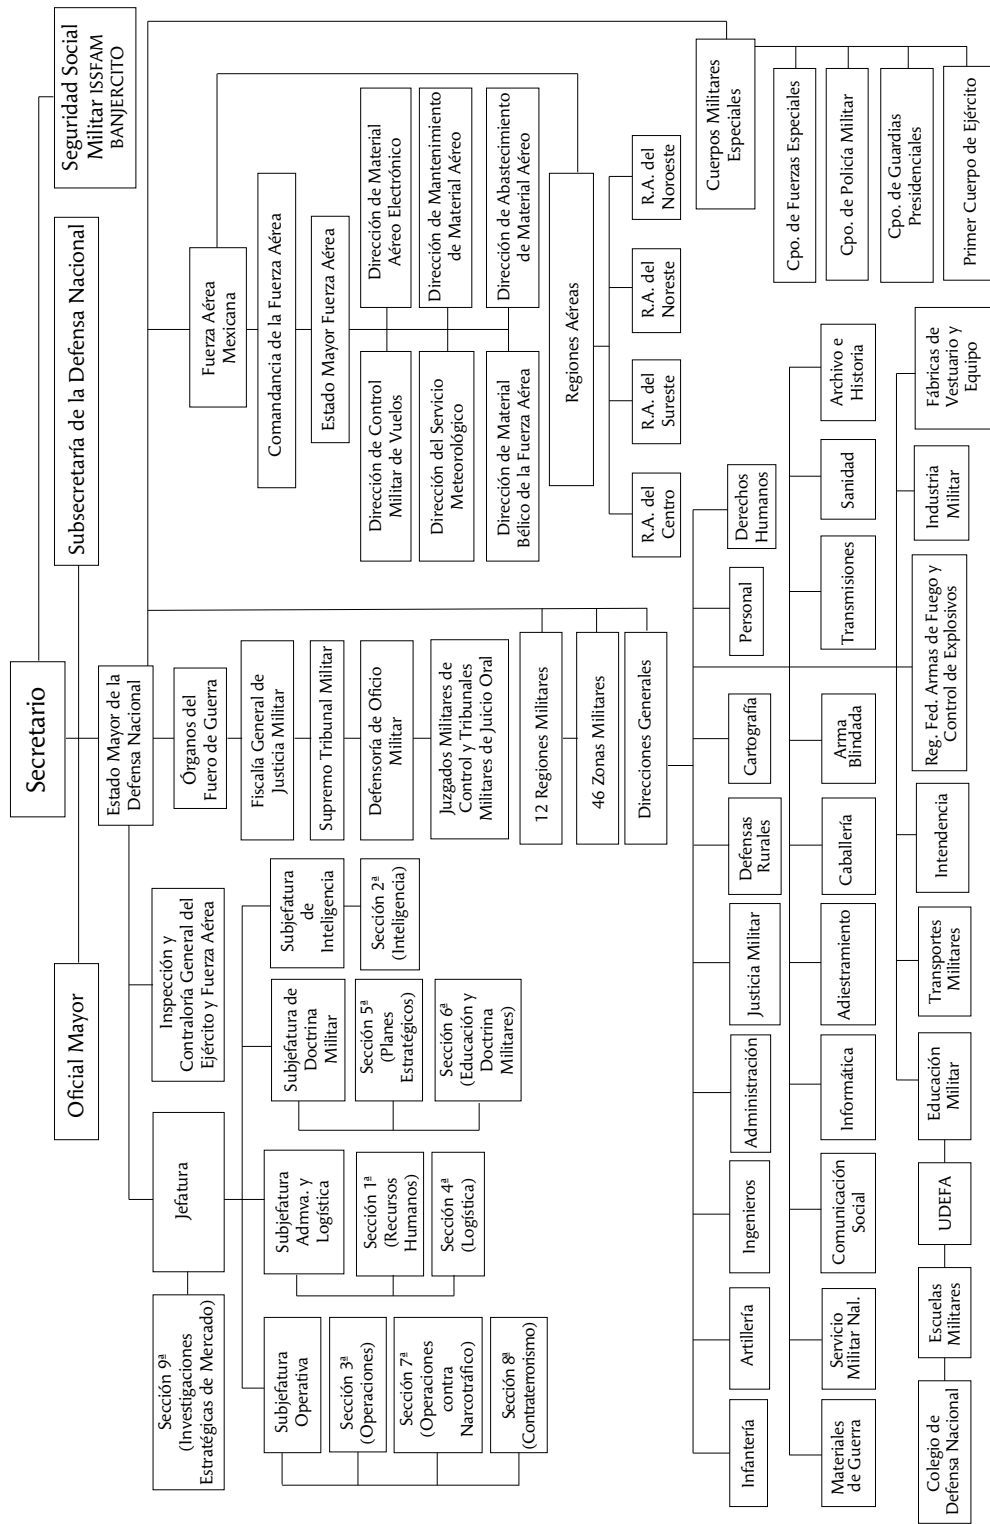 Secretario
Seguridad Social
Militar ISSFAM
BANJERCITO
Oficial Mayor
Subsecretaría de la Defensa Nacional
Estado Mayor de la
Defensa Nacional
Sección 9ª
(Investigaciones
Estratégicas de Mercado)
Jefatura
Inspección y
Contraloría General del
Ejército y Fuerza Aérea
Subjefatura
Operativa
Sección 3ª
(Operaciones)
Sección 7ª
(Operaciones
contra
Narcotráfico)
Sección 8ª
(Contraterrorismo)
Subjefatura
Admva. y
Logística
Sección 1ª
(Recursos
Humanos)
Sección 4ª
(Logística)
Subjefatura de
Doctrina
Militar
Sección 5ª
(Planes
Estratégicos)
Sección 6ª
(Educación y
Doctrina
Militares)
Subjefatura
de
Inteligencia
Sección 2ª
(Inteligencia)
Órganos del
Fuero de Guerra
Fiscalía General de
Justicia Militar
Supremo Tribunal Militar
Defensoría de Oficio
Militar
Juzgados Militares de
Control y Tribunales
Militares de Juicio Oral
12 Regiones Militares
46 Zonas Militares
Direcciones Generales
Fuerza Aérea
Mexicana
Comandancia de la Fuerza Aérea
Estado Mayor Fuerza Aérea
Dirección de Control
Militar de Vuelos
Dirección de Material
Aéreo Electrónico
Dirección del Servicio
Meteorológico
Dirección de Mantenimiento
de Material Aéreo
Dirección de Material
Bélico de la Fuerza Aérea
Dirección de Abastecimiento
de Material Aéreo
Regiones Aéreas
R.A. del
Centro
R.A. del
Sureste
R.A. del
Noreste
R.A. del
Noroeste
Cuerpos Militares
Especiales
Cpo. de Fuerzas Especiales
Cpo. de Policía Militar
Cpo. de Guardias
Presidenciales
Primer Cuerpo de Ejército
Infantería
Artillería
Ingenieros
Administración
Justicia Militar
Defensas
Rurales
Cartografía
Personal
Derechos
Humanos
Materiales
de Guerra
Servicio
Militar Nal.
Comunicación
Social
Informática
Adiestramiento
Caballería
Arma
Blindada
Transmisiones
Sanidad
Archivo e
Historia
Colegio de
Defensa Nacional
Escuelas
Militares
UDEFA
Educación
Militar
Transportes
Militares
Intendencia
Reg. Fed. Armas de Fuego y
Control de Explosivos
Industria
Militar
Fábricas de
Vestuario y
Equipo